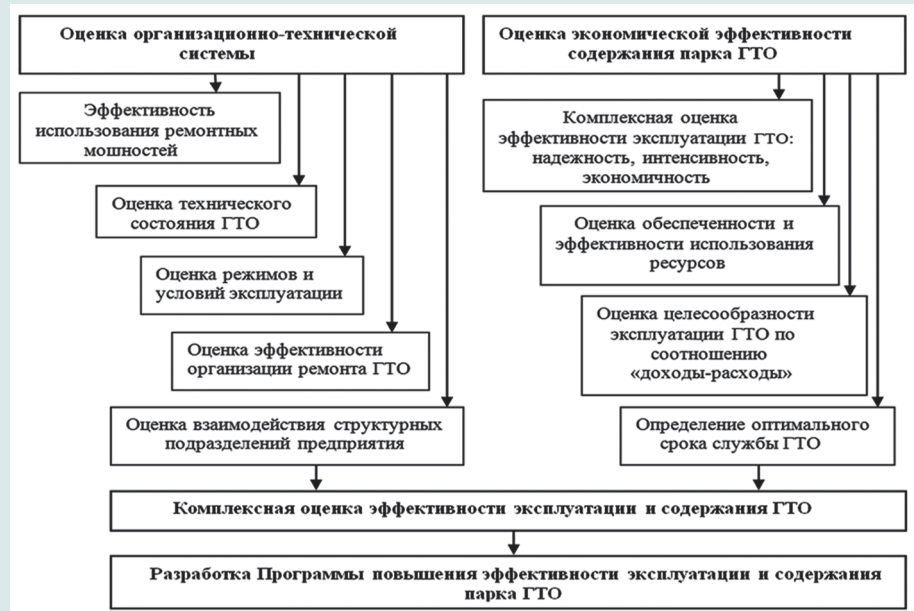 Оценка организационно-технической
системы
Эффективность
использования ремонтных
мошностей
Оценка технического
состояния ГТО
Оценка режимов и
условий эксплуатации
Оценка эффективности
организации ремонта ГТО
Оценка взаимодействия структурных
подразделений предприятия
Оценка экономической эффективности
содержания парка ГТО
Комплексная оценка
эффективности эксплуатации ГТО:
надежность, интенсивность,
экономичность
Оценка обеспеченности и
эффективности использования
ресурсов
Оценка целесообразности
эксплуатации ГТО по
соотношению
«доходы-расходы»
Определение оптимального
срока службы ГТО
Комплексная оценка эффективности эксплуатации и содержания ГТО
Разработка Программы повышения эффективности эксплуатации и содержания
парка ГТО